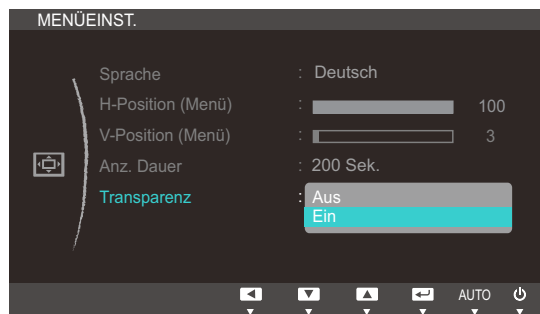 MENÜEINST.
Sprache : Deutsch
H-Position (Menü) : 100
V-Position (Menü) : 3
Anz. Dauer : 200 Sek.
Transparenz : Aus
Ein
AUTO